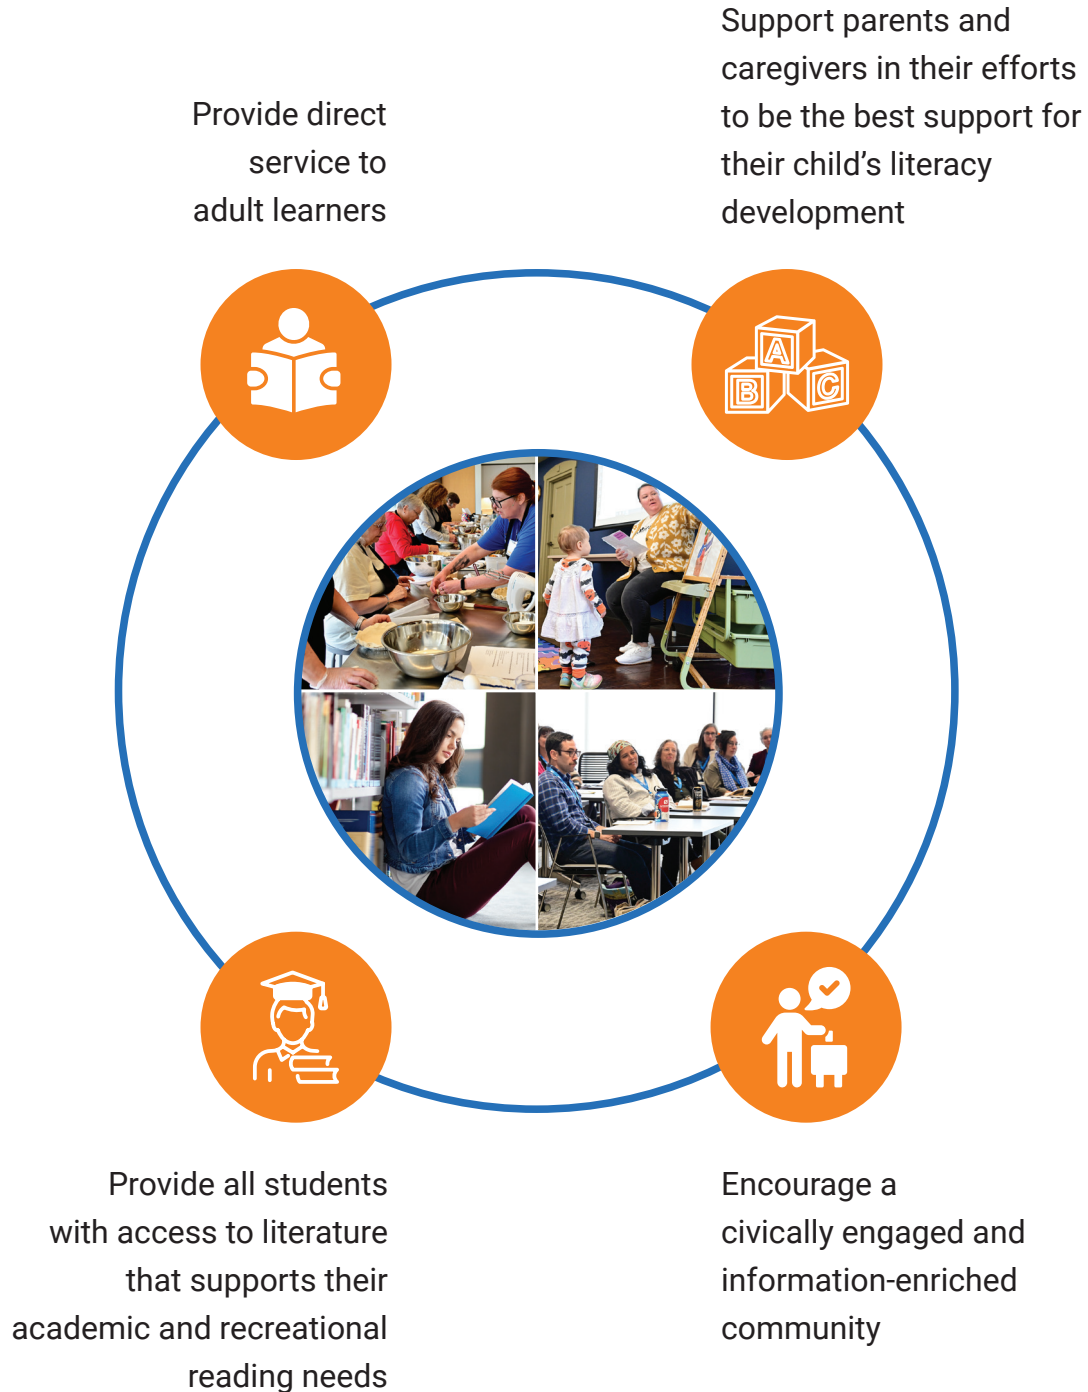 Provide direct
service to
adult learners
Support parents and
caregivers in their efforts
to be the best support for
their child’s literacy
development
A
B
C
Provide all students
with access to literature
that supports their
academic and recreational
reading needs
Encourage a
civically engaged and
information-enriched
community